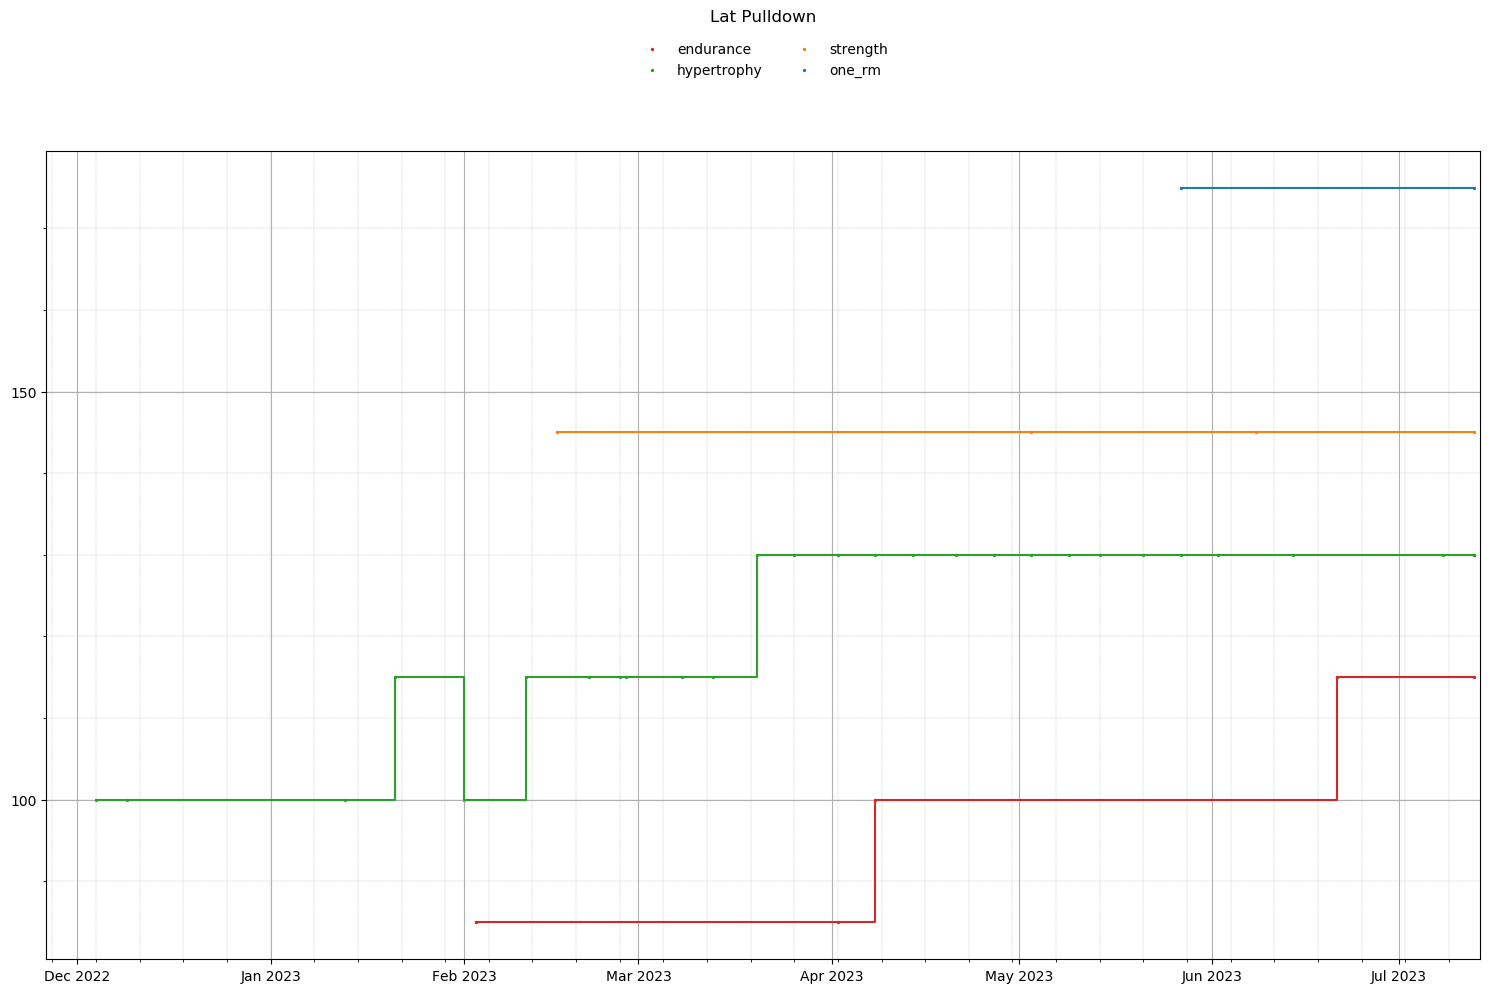 Lat Pulldown
endurance strength
hypertrophy one_rm
150
100
Dec 2022 Jan 2023 Feb 2023 Mar 2023 Apr 2023 May 2023 Jun 2023 Jul 2023